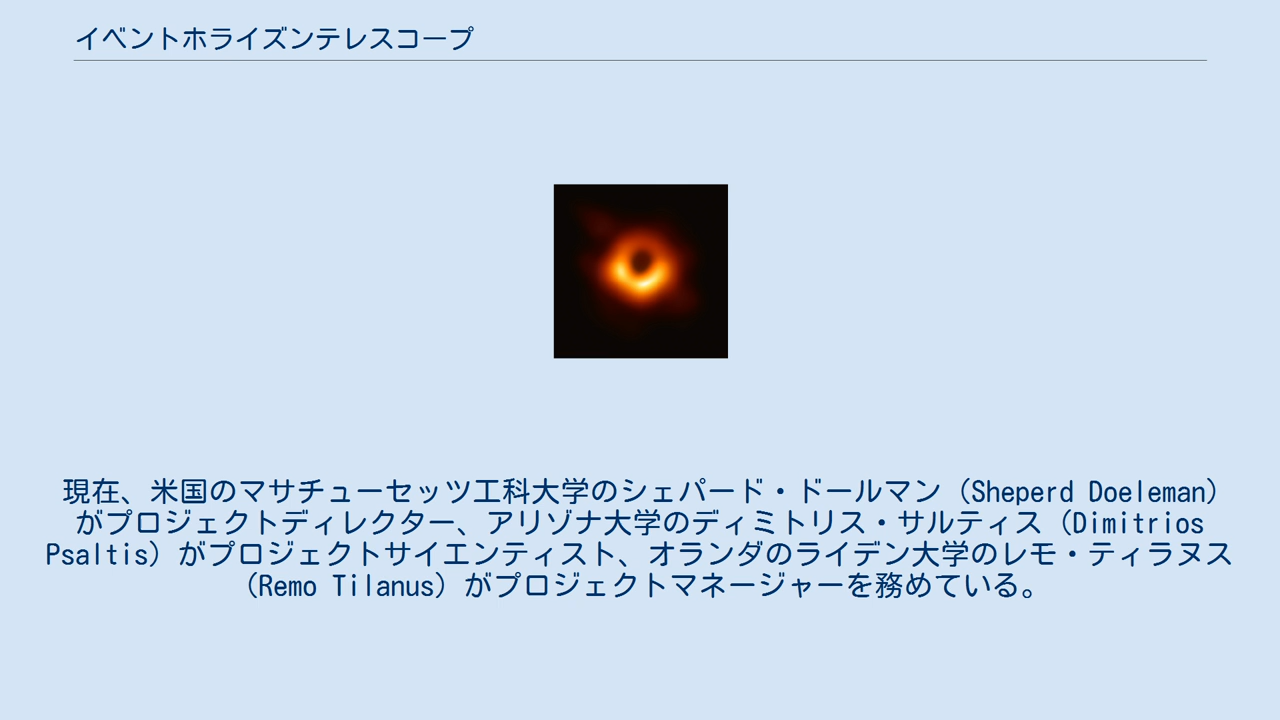 イベントホライズンテレスコープ
現在、米国のマサチューセッツ工科大学のシェパード・ドールマン（Sheperd Doeleman）
がプロジェクトディレクター、アリゾナ大学のディミトリス・サルティス（Dimitrios
Psaltis）がプロジェクトサイエンティスト、オランダのライデン大学のレモ・ティラヌス
（Remo Tilanus）がプロジェクトマネージャーを務めている。